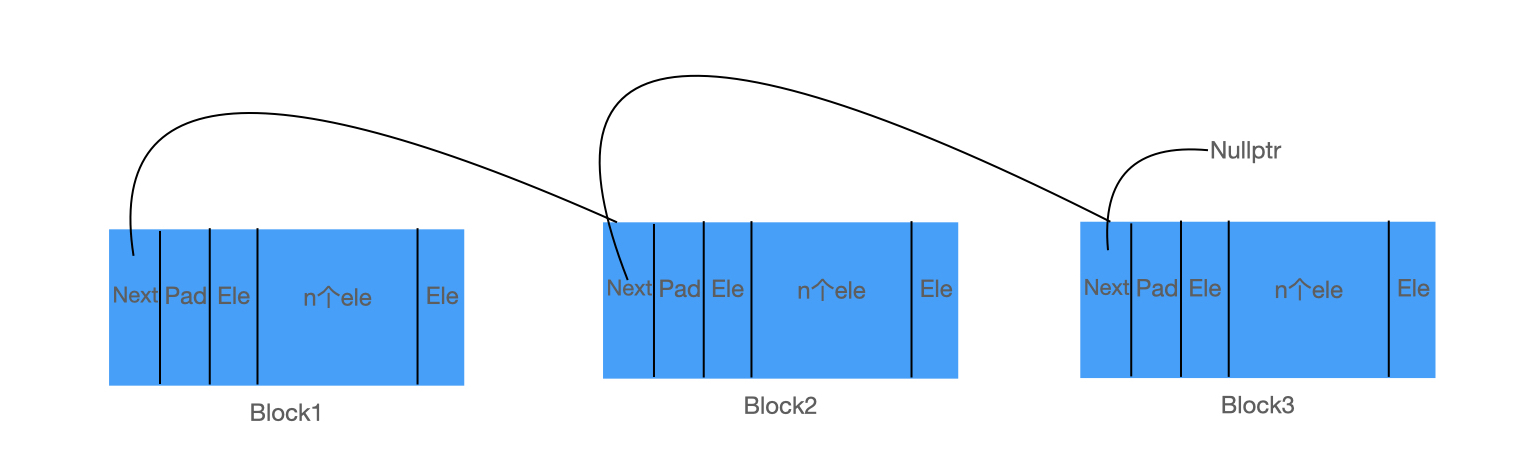 Nullptr
Next Pad Ele n个ele Ele
Next Pad Ele n个ele Ele
Next Pad Ele n个ele Ele
Block1
Block2
Block3